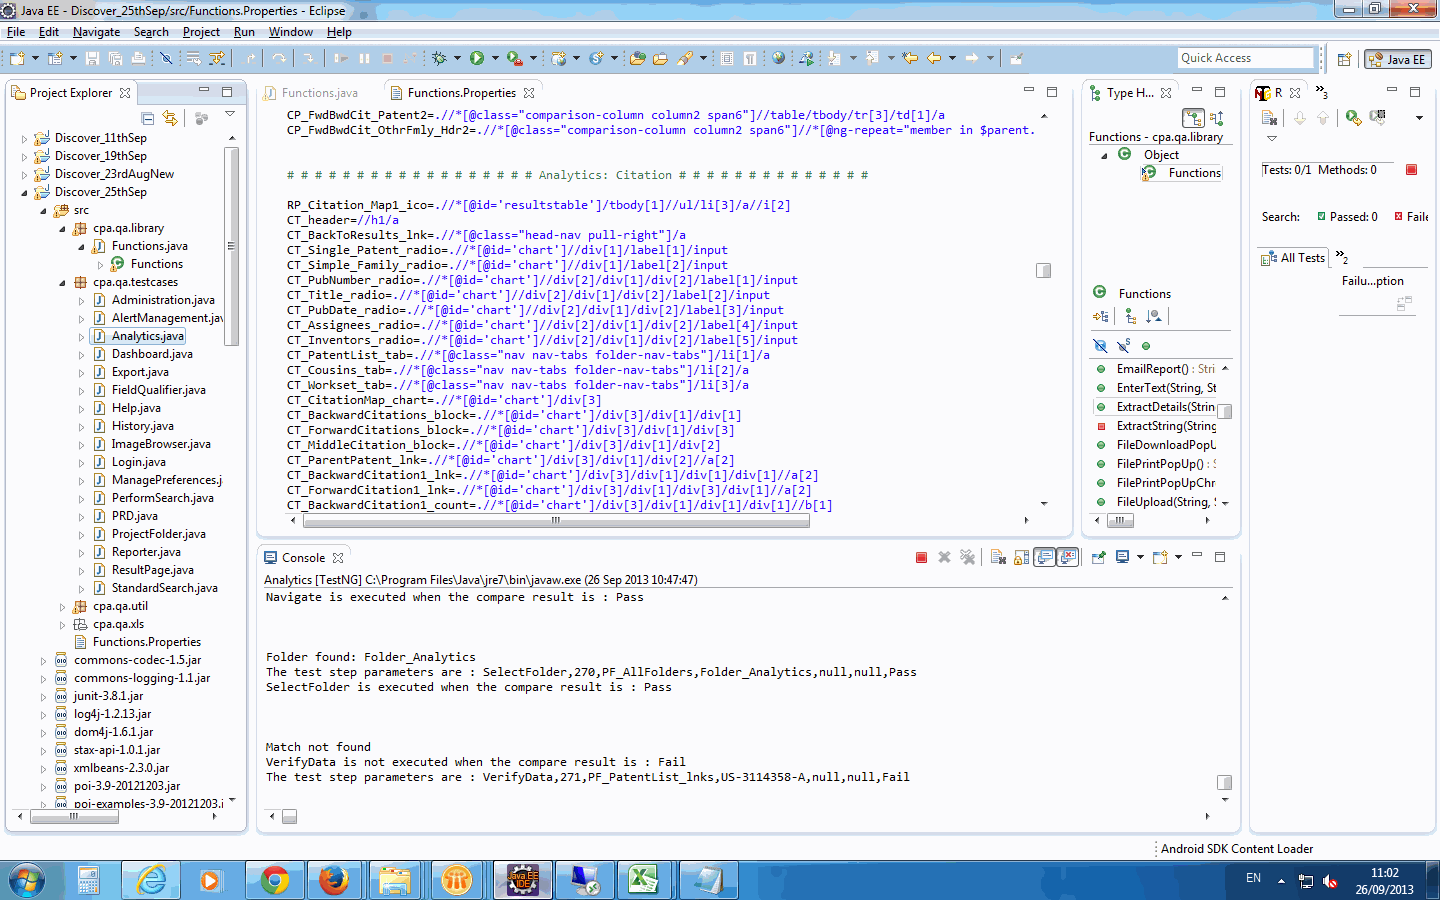 Java EE - Discover_25thSep/src/Functions.Properties - Eclipse
File Edit Navigate Search Project Run Window Help
Quick Access
Java EE
Project Explorer
Discover_11thSep
Discover_19thSep
Discover_23rdAugNew
Discover_25thSep
src
cpa.qa.library
Functions.java
Functions
cpa.qa.testcases
Administration.java
AlertManagement.jav
Analytics.java
Dashboard.java
Export.java
FieldQualifier.java
Help.java
History.java
ImageBrowser.java
Login.java
ManagePreferences.j
PerformSearch.java
PRD.java
ProjectFolder.java
Reporter.java
ResultPage.java
StandardSearch.java
cpa.qa.util
cpa.qa.xls
Functions.Properties
commons-codec-1.5.jar
commons-logging-1.1.jar
junit-3.8.1.jar
log4j-1.2.13.jar
dom4j-1.6.1.jar
stax-api-1.0.1.jar
xmlbeans-2.3.0.jar
poi-3.9-20121203.jar
poi-examples-3.9-20121203.j
Functions.java
Functions.Properties
CP_FwdBwdCit_Patent2=.//*[@class="comparison-column column2 span6"]//table/tbody/tr[3]/td[1]/a
CP_FwdBwdCit_OthrFmly_Hdr2=.//*[@class="comparison-column column2 span6"]//*[@ng-repeat="member in $parent.
# # # # # # # # # # # # # # # # # # Analytics: Citation # # # # # # # # # # # # # #
RP_Citation_Map1_ico=.//*[@id='resultstable']/tbody[1]//ul/li[3]/a//i[2]
CT_header=//h1/a
CT_BackToResults_lnk=.//*[@class="head-nav pull-right"]/a
CT_Single_Patent_radio=.//*[@id='chart']//div[1]/label[1]/input
CT_Simple_Family_radio=.//*[@id='chart']//div[1]/label[2]/input
CT_PubNumber_radio=.//*[@id='chart']//div[2]/div[1]/div[2]/label[1]/input
CT_Title_radio=.//*[@id='chart']//div[2]/div[1]/div[2]/label[2]/input
CT_PubDate_radio=.//*[@id='chart']//div[2]/div[1]/div[2]/label[3]/input
CT_Assignees_radio=.//*[@id='chart']//div[2]/div[1]/div[2]/label[4]/input
CT_Inventors_radio=.//*[@id='chart']//div[2]/div[1]/div[2]/label[5]/input
CT_PatentList_tab=.//*[@class="nav nav-tabs folder-nav-tabs"]/li[1]/a
CT_Cousins_tab=.//*[@class="nav nav-tabs folder-nav-tabs"]/li[2]/a
CT_Workset_tab=.//*[@class="nav nav-tabs folder-nav-tabs"]/li[3]/a
CT_CitationMap_chart=.//*[@id='chart']/div[3]
CT_BackwardCitations_block=.//*[@id='chart']/div[3]/div[1]/div[1]
CT_ForwardCitations_block=.//*[@id='chart']/div[3]/div[1]/div[3]
CT_MiddleCitation_block=.//*[@id='chart']/div[3]/div[1]/div[2]
CT_ParentPatent_lnk=.//*[@id='chart']/div[3]/div[1]/div[2]//a[2]
CT_BackwardCitation1_lnk=.//*[@id='chart']/div[3]/div[1]/div[1]/div[1]//a[2]
CT_ForwardCitation1_lnk=.//*[@id='chart']/div[3]/div[1]/div[3]/div[1]//a[2]
CT_BackwardCitation1_count=.//*[@id='chart']/div[3]/div[1]/div[1]/div[1]//b[1]
Type H...
Functions - cpa.qa.library
Object
Functions
Functions
EmailReport() : Stri
EnterText(String, St
ExtractDetails(Strin
ExtractString(String
FileDownloadPopU
FilePrintPopUp() : S
FilePrintPopUpChr
FileUpload(String, S
R
3
Tests: 0/1 Methods: 0
Search: Passed: 0 Faile
All Tests
2
Failu...ption
Console
Analytics [TestNG] C:\Program Files\Java\jre7\bin\javaw.exe (26 Sep 2013 10:47:47)
Navigate is executed when the compare result is : Pass
Folder found: Folder_Analytics
The test step parameters are : SelectFolder,270,PF_AllFolders,Folder_Analytics,null,null,Pass
SelectFolder is executed when the compare result is : Pass
Match not found
VerifyData is not executed when the compare result is : Fail
The test step parameters are : VerifyData,271,PF_PatentList_lnks,US-3114358-A,null,null,Fail
Android SDK Content Loader
Java EE
IDE
EN
11:02
26/09/2013